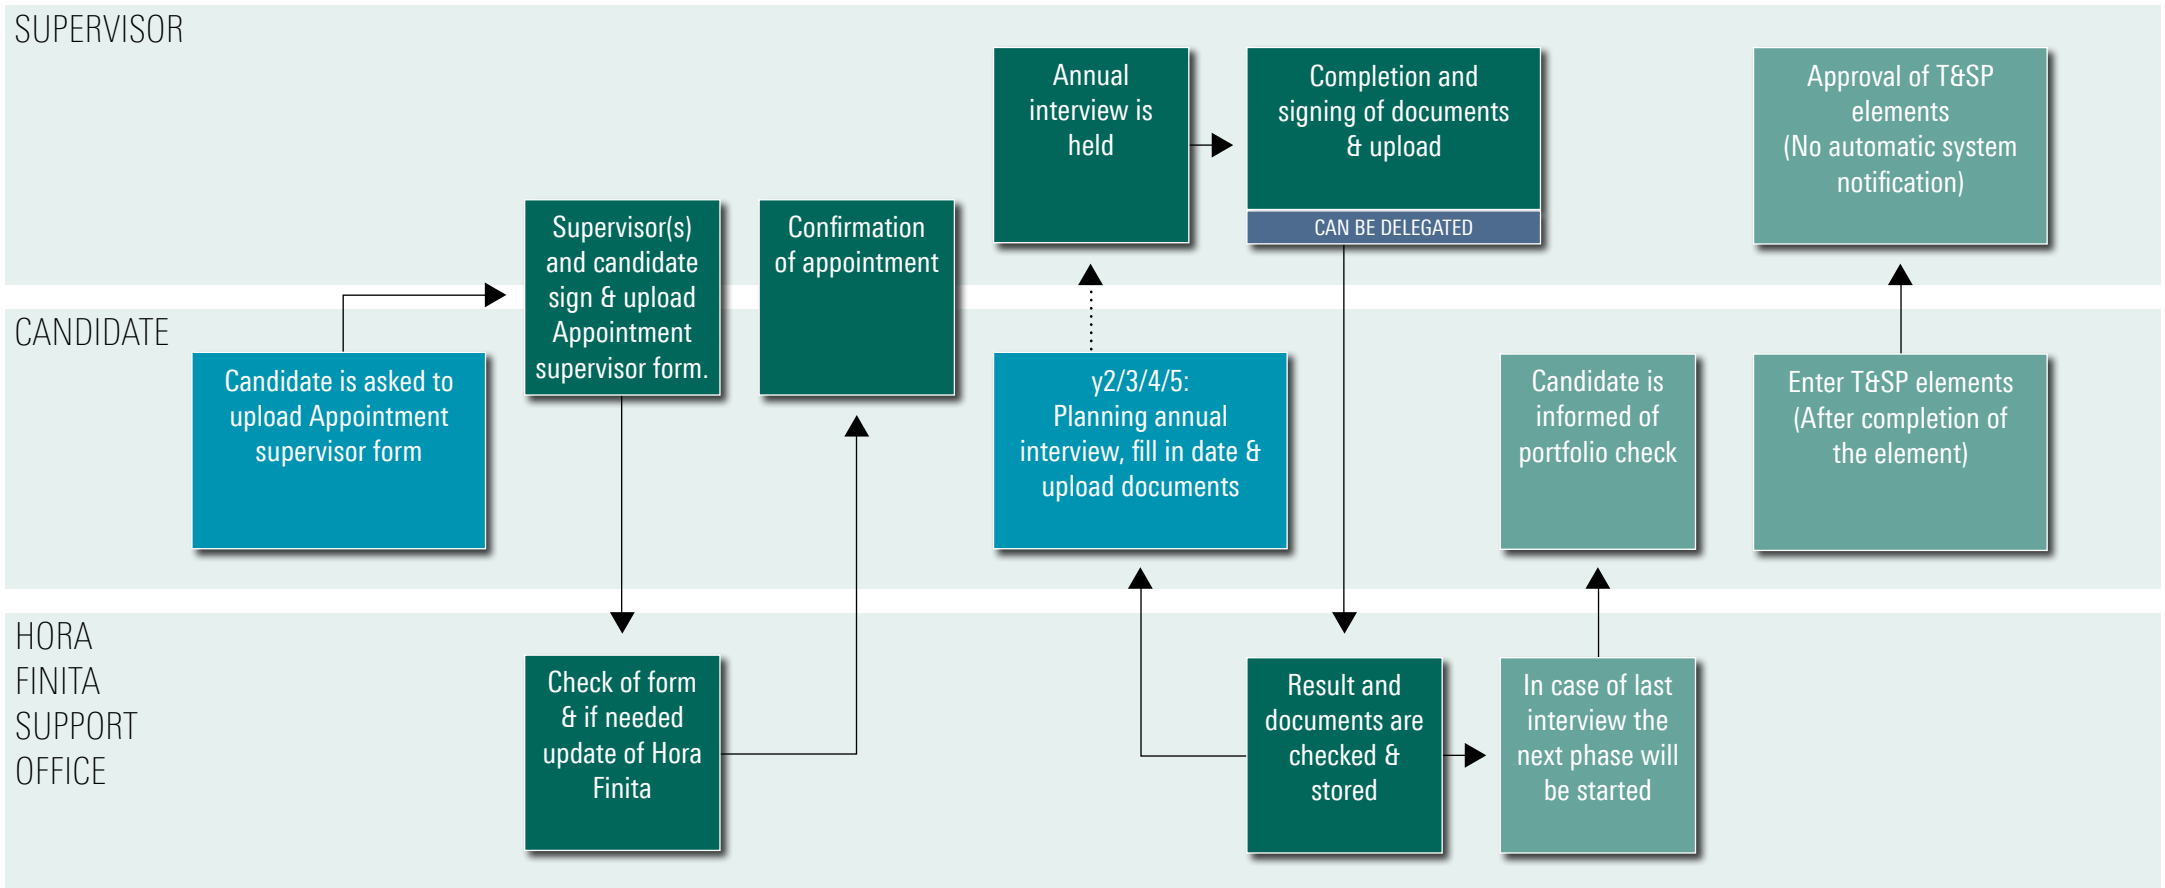 SUPERVISOR
Annual
interview is
held
Completion and
signing of documents
& upload
CAN BE DELEGATED
Approval of T&SP
elements
(No automatic system
notification)
Supervisor(s)
and candidate
sign & upload
Appointment
supervisor form.
Confirmation
of appointment
CANDIDATE
Candidate is asked to
upload Appointment
supervisor form
y2/3/4/5:
Planning annual
interview, fill in date &
upload documents
Candidate is
informed of
portfolio check
Enter T&SP elements
(After completion of
the element)
HORA
FINITA
SUPPORT
OFFICE
Check of form
& if needed
update of Hora
Finita
Result and
documents are
checked &
stored
In case of last
interview the
next phase will
be started